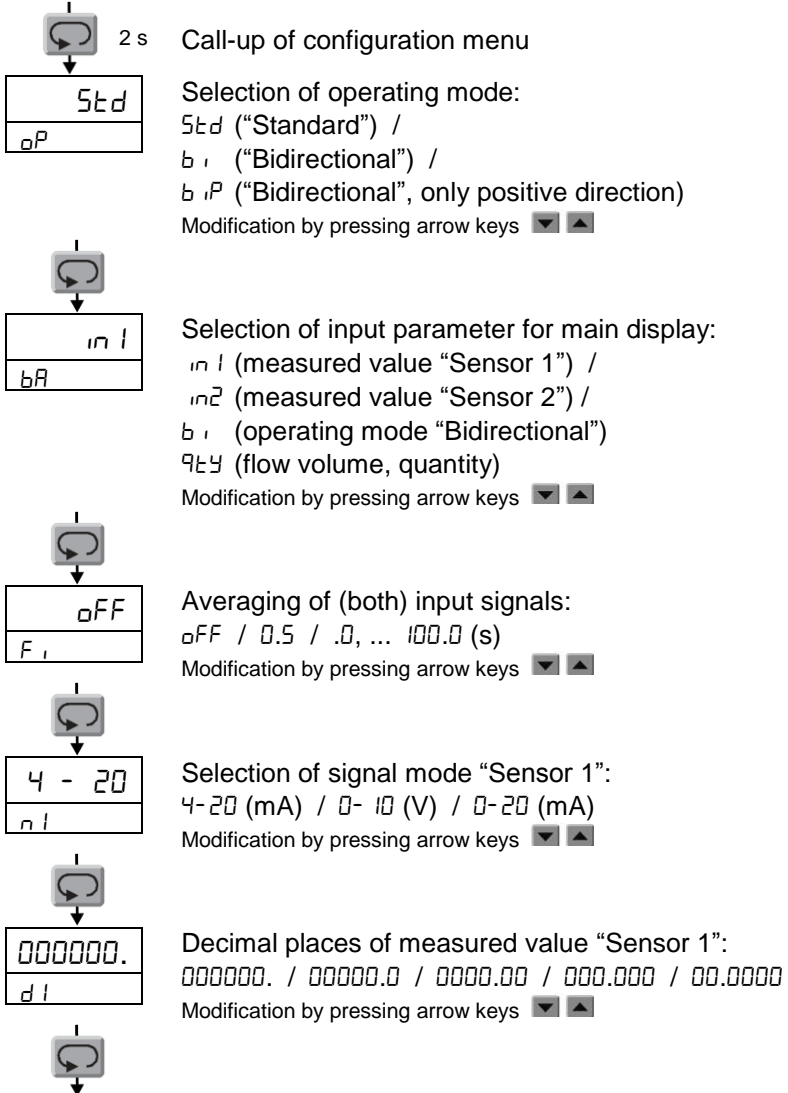 2 s Call-up of configuration menu
Std Selection of operating mode:
oP Std (“Standard”) /
bi (“Bidirectional”) /
biP (“Bidirectional”, only positive direction)
Modification by pressing arrow keys
in1 Selection of input parameter for main display:
bA in1 (measured value “Sensor 1”) /
in2 (measured value “Sensor 2”) /
bi (operating mode “Bidirectional”)
qty (flow volume, quantity)
Modification by pressing arrow keys
oFF Averaging of (both) input signals:
Fi oFF / 0.5 / .0, ... 100.0 (s)
Modification by pressing arrow keys
4 - 20 Selection of signal mode “Sensor 1”:
n1 4-20 (mA) / 0-10 (V) / 0-20 (mA)
Modification by pressing arrow keys
000000. Decimal places of measured value “Sensor 1”:
d1 000000. / 00000.0 / 0000.00 / 000.000 / 00.0000
Modification by pressing arrow keys